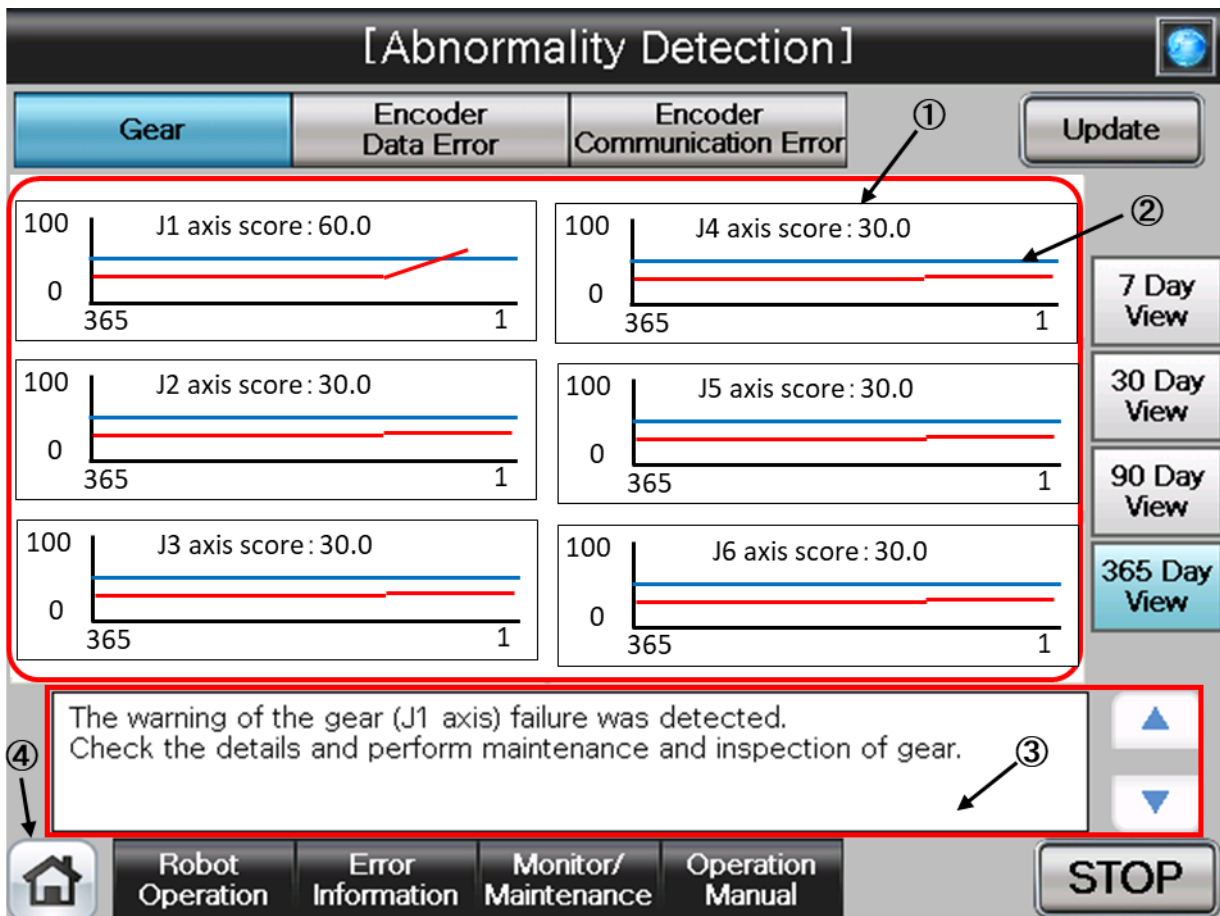 [Abnormality Detection]
Gear
Encoder
Data Error
Encoder
Communication Error
①
Update
②
100
J1 axis score: 60.0
0
365
1
100
J4 axis score: 30.0
0
365
1
100
J2 axis score: 30.0
0
365
1
100
J5 axis score: 30.0
0
365
1
100
J3 axis score: 30.0
0
365
1
100
J6 axis score: 30.0
0
365
1
7 Day
View
30 Day
View
90 Day
View
365 Day
View
The warning of the gear (J1 axis) failure was detected.
Check the details and perform maintenance and inspection of gear.
③
④
Robot
Operation
Error
Information
Monitor/
Maintenance
Operation
Manual
STOP